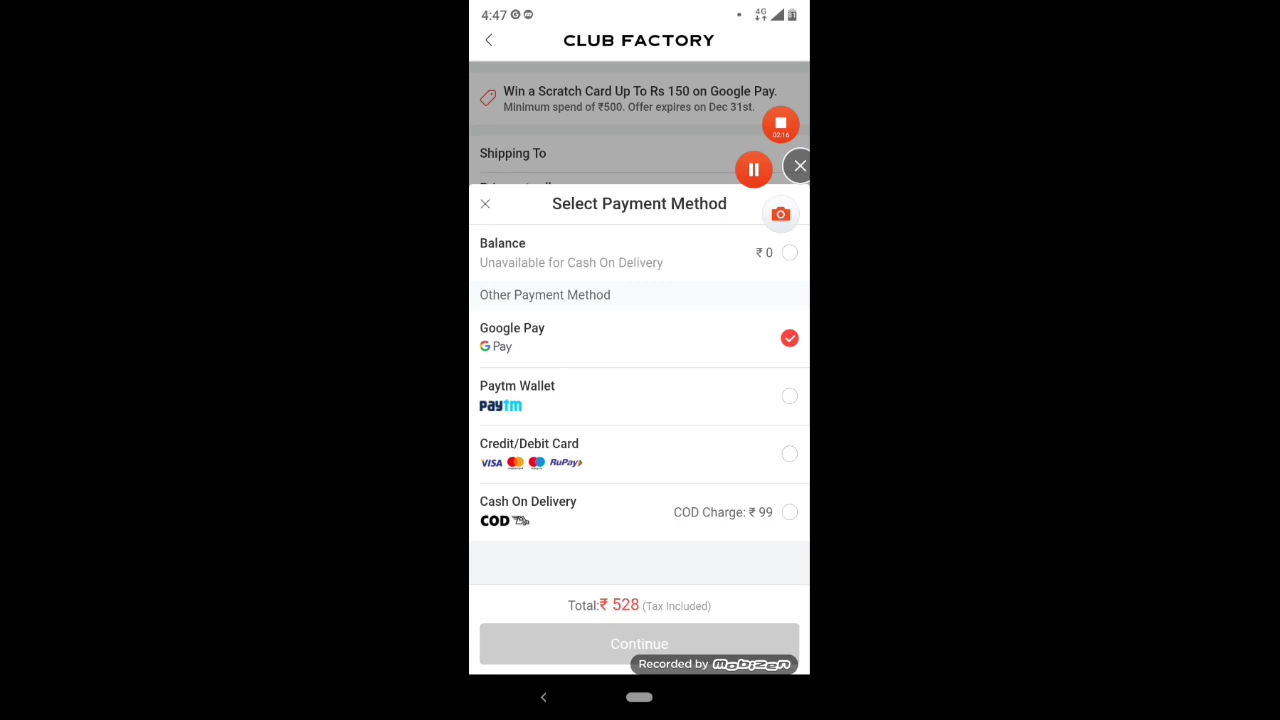 4:47
4G
CLUB FACTORY
Win a Scratch Card Up To Rs 150 on Google Pay.
Minimum spend of ₹500. Offer expires on Dec 31st.
02:16
Shipping To
Select Payment Method
Balance
₹ 0
Unavailable for Cash On Delivery
Other Payment Method
Google Pay
G Pay
Paytm Wallet
paytm
Credit/Debit Card
VISA RuPay
Cash On Delivery
COD Charge: ₹ 99
COD
Total:₹ 528 (Tax Included)
Continue
Recorded by mobizen